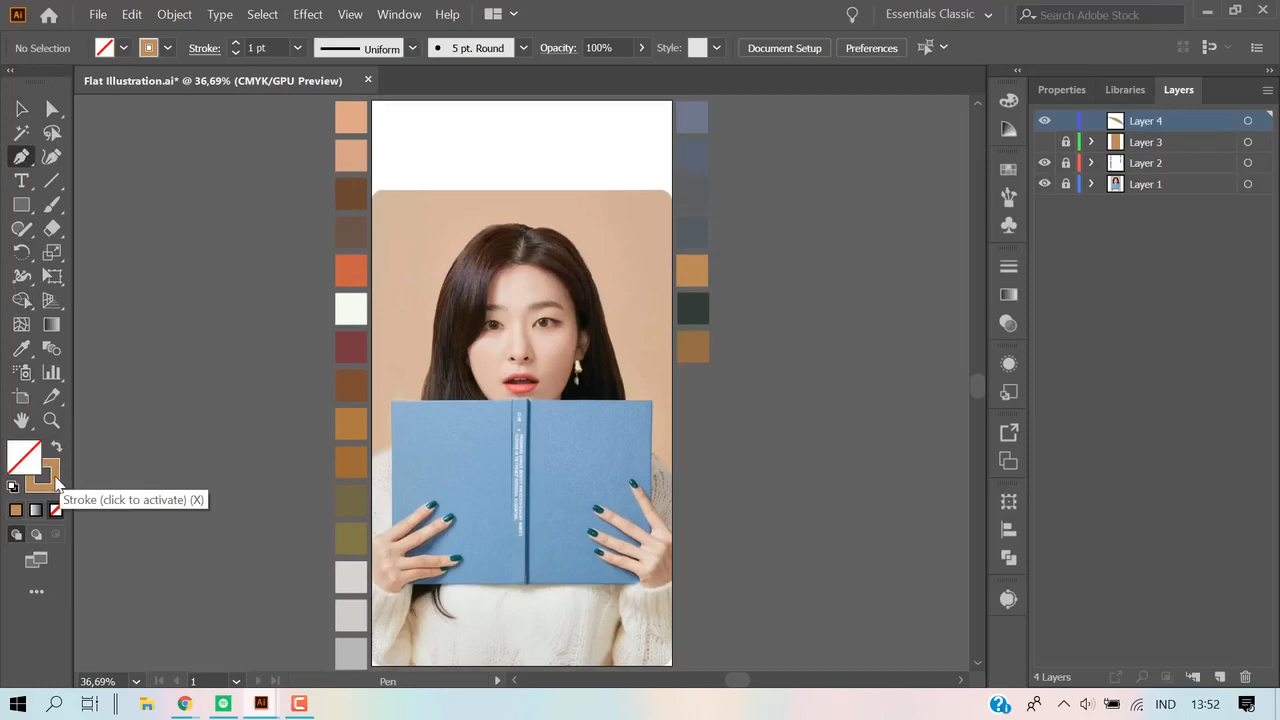 Ai File Edit Object Type Select Effect View Window Help Essentials Classic Search Adobe Stock
No Selection Stroke: 1 pt Uniform 5 pt. Round Opacity: 100% Style: Document Setup Preferences
Flat Illustration.ai* @ 36,69% (CMYK/GPU Preview)
Properties Libraries Layers
Layer 4
Layer 3
Layer 2
Layer 1
Stroke (click to activate) (X)
4 Layers
36,69% 1 Pen
Ai IND 13:52